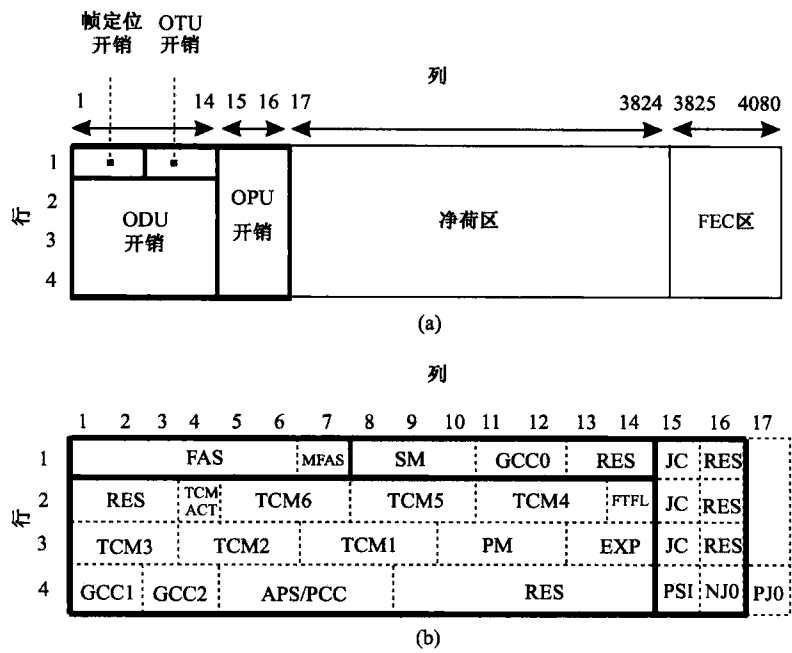 帧定位 OTU
开销 开销
列
1 14 15 16 17 3824 3825 4080
行
1
2
3
4
ODU
开销
OPU
开销
净荷区
FEC区
(a)
列
1 2 3 4 5 6 7 8 9 10 11 12 13 14 15 16 17
行
1 FAS MFAS SM GCC0 RES JC RES
2 RES TCM ACT TCM6 TCM5 TCM4 FTFL JC RES
3 TCM3 TCM2 TCM1 PM EXP JC RES
4 GCC1 GCC2 APS/PCC RES PSI NJ0 PJ0
(b)